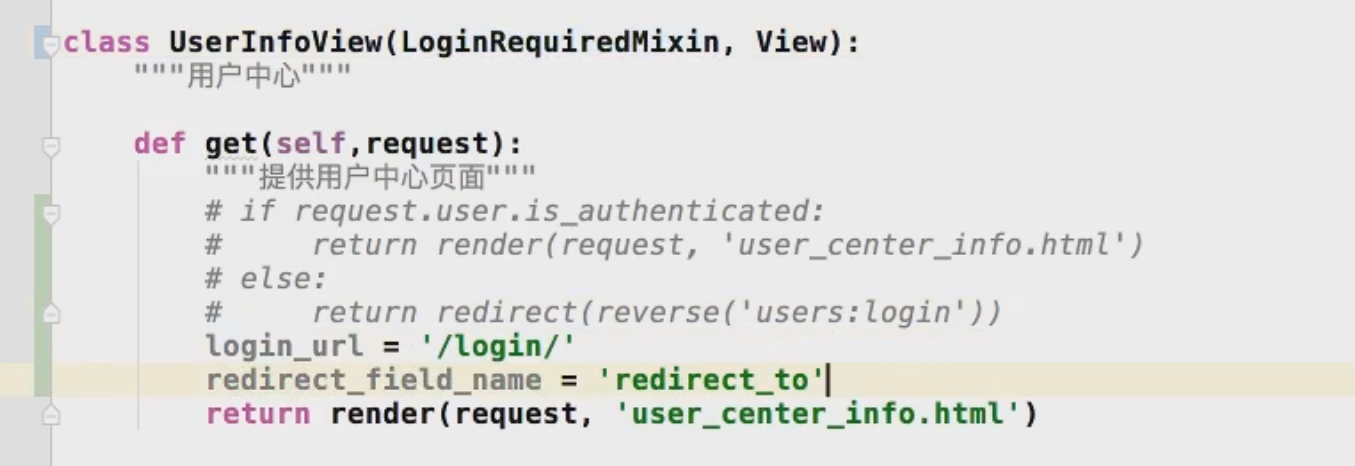 class UserInfoView(LoginRequiredMixin, View):
    """用户中心"""
    def get(self,request):
        """提供用户中心页面"""
        # if request.user.is_authenticated:
        #     return render(request, 'user_center_info.html')
        # else:
        #     return redirect(reverse('users:login'))
        login_url = '/login/'
        redirect_field_name = 'redirect_to'
        return render(request, 'user_center_info.html')